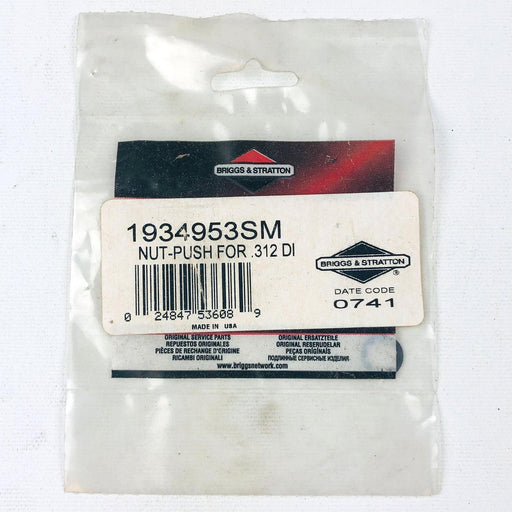 BRIGGS & STRATTON
1934953SM
NUT-PUSH FOR .312 DI
BRIGGS & STRATTON
®
DATE CODE
0741
0 24847 53608 9
MADE IN USA
ORIGINAL SERVICE PARTS
REPUESTOS ORIGINALES
PIÈCES DE RECHANGE D'ORIGINE
RICAMBI ORIGINALI
ORIGINAL ERSATZTEILE
ORIGINAL RESERUDELAR
PEÇAS ORIGINAIS
ПОДЛИННЫЕ СЕРВИСНЫЕ ИЗДЕЛИЯ
www.briggsnetwork.com